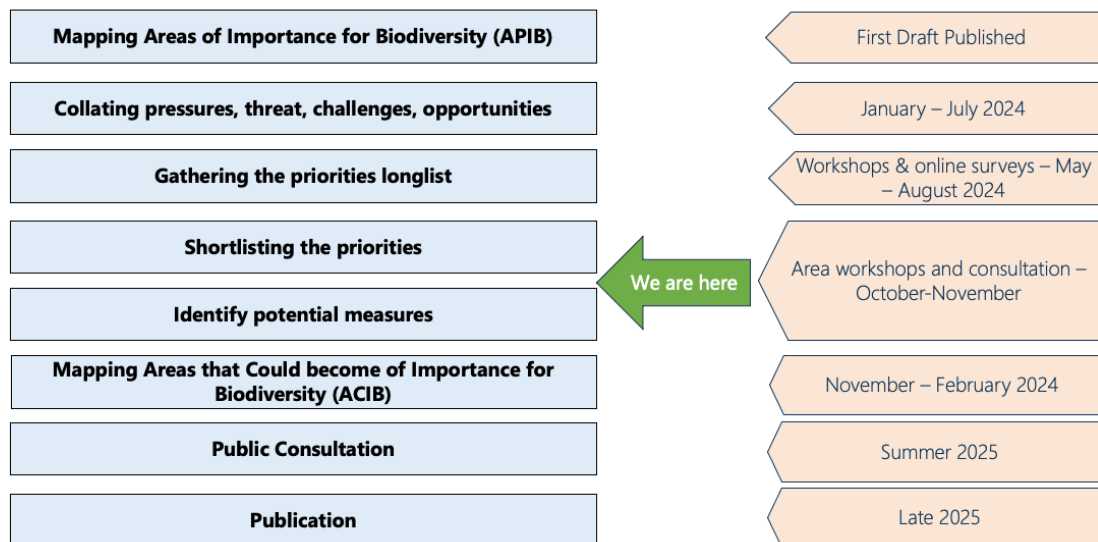 Mapping Areas of Importance for Biodiversity (APIB)
First Draft Published
Collating pressures, threat, challenges, opportunities
January – July 2024
Gathering the priorities longlist
Workshops & online surveys – May
– August 2024
Shortlisting the priorities
We are here
Area workshops and consultation –
October-November
Identify potential measures
Mapping Areas that Could become of Importance for
Biodiversity (ACIB)
November – February 2024
Public Consultation
Summer 2025
Publication
Late 2025